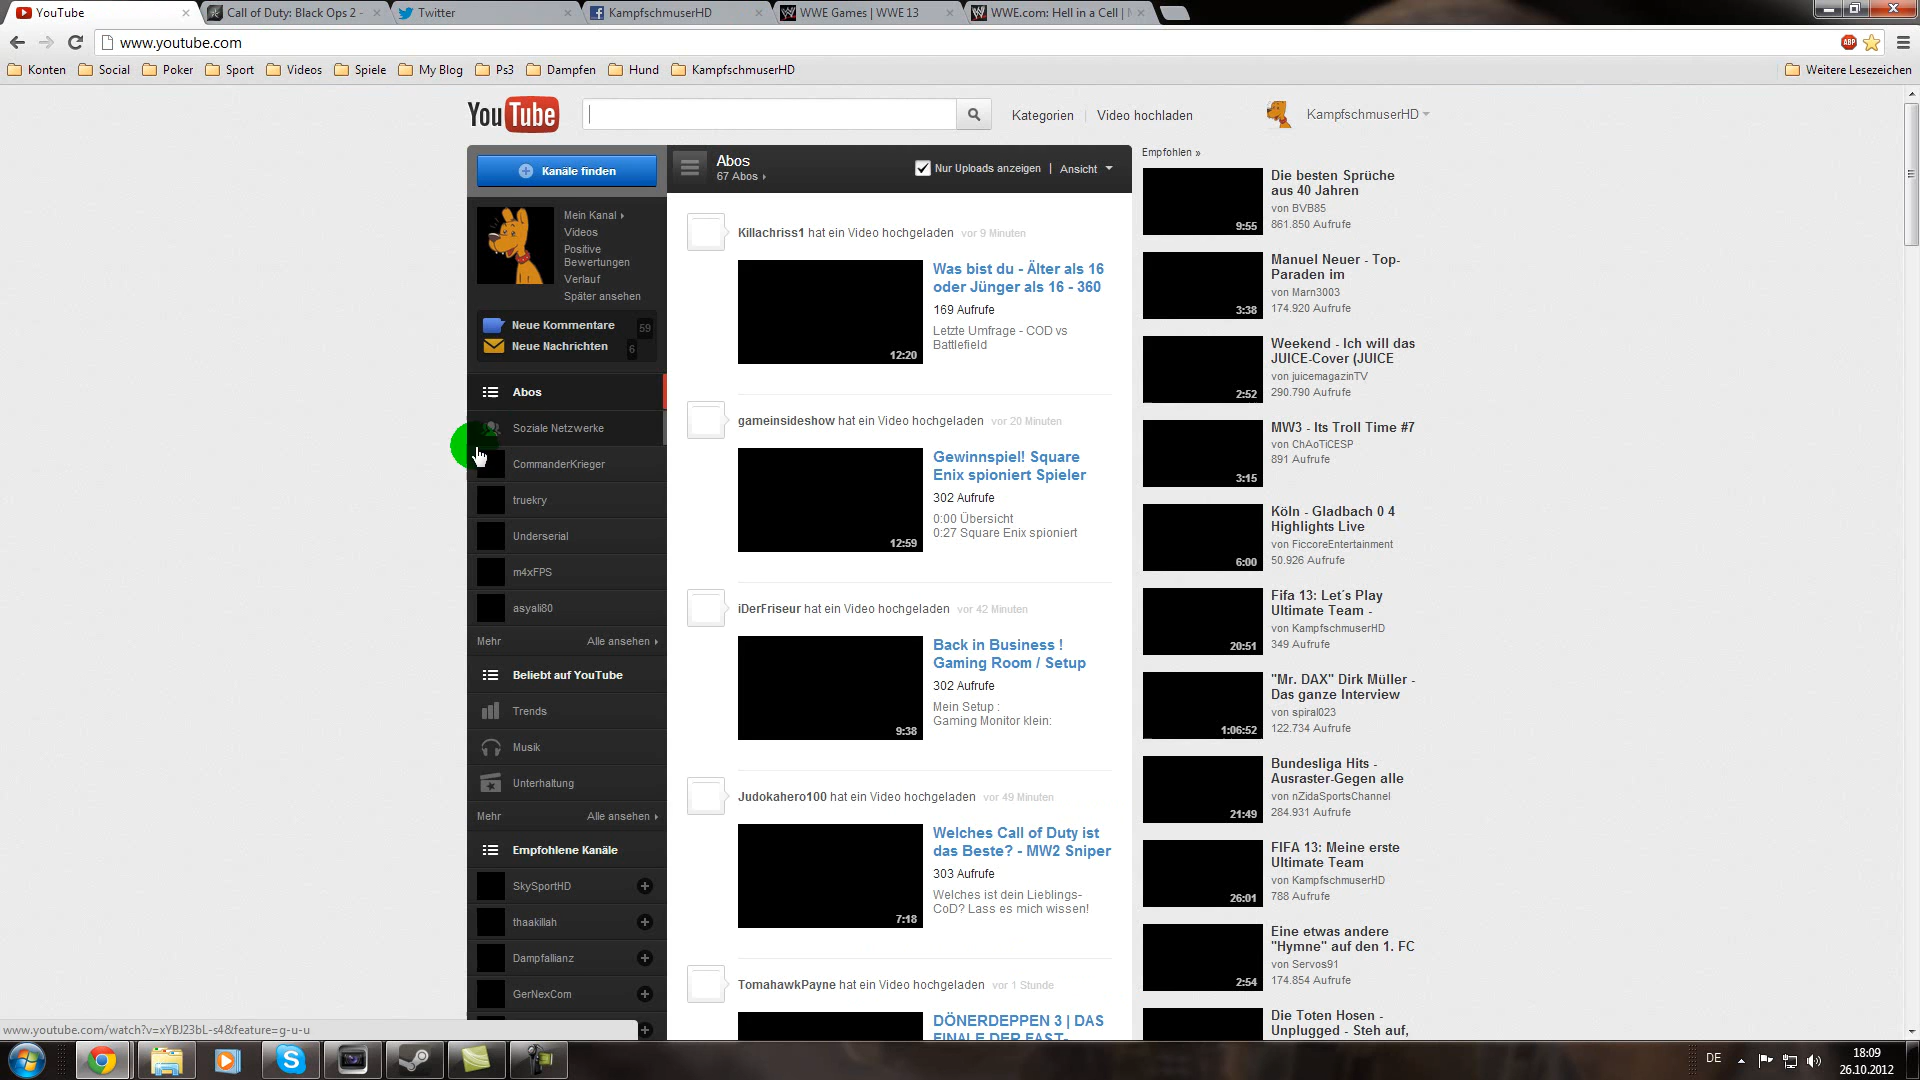 YouTube
Call of Duty: Black Ops 2 -
Twitter
KampfschmuserHD
WWE Games | WWE 13
WWE.com: Hell in a Cell |
www.youtube.com
ABP
Konten
Social
Poker
Sport
Videos
Spiele
My Blog
Ps3
Dampfen
Hund
KampfschmuserHD
Weitere Lesezeichen
YouTube
Kategorien
Video hochladen
KampfschmuserHD
Kanäle finden
Mein Kanal
Videos
Positive
Bewertungen
Verlauf
Später ansehen
Neue Kommentare 59
Neue Nachrichten 6
Abos
Soziale Netzwerke
CommanderKrieger
truekry
Underserial
m4xFPS
asyali80
Mehr Alle ansehen
Beliebt auf YouTube
Trends
Musik
Unterhaltung
Mehr Alle ansehen
Empfohlene Kanäle
SkySportHD
thaakillah
Dampfallianz
GerNexCom
Abos
67 Abos
Nur Uploads anzeigen | Ansicht
Killachriss1 hat ein Video hochgeladen vor 9 Minuten
12:20
Was bist du - Älter als 16
oder Jünger als 16 - 360
169 Aufrufe
Letzte Umfrage - COD vs
Battlefield
gameinsideshow hat ein Video hochgeladen vor 20 Minuten
12:59
Gewinnspiel! Square
Enix spioniert Spieler
302 Aufrufe
0:00 Übersicht
0:27 Square Enix spioniert
iDerFriseur hat ein Video hochgeladen vor 42 Minuten
9:38
Back in Business !
Gaming Room / Setup
302 Aufrufe
Mein Setup :
Gaming Monitor klein:
Judokahero100 hat ein Video hochgeladen vor 49 Minuten
7:18
Welches Call of Duty ist
das Beste? - MW2 Sniper
303 Aufrufe
Welches ist dein Lieblings-
CoD? Lass es mich wissen!
TomahawkPayne hat ein Video hochgeladen vor 1 Stunde
DÖNERDEPPEN 3 | DAS
FINALE DER FAST-
Empfohlen »
9:55
Die besten Sprüche
aus 40 Jahren
von BVB85
861.850 Aufrufe
3:38
Manuel Neuer - Top-
Paraden im
von Marn3003
174.920 Aufrufe
2:52
Weekend - Ich will das
JUICE-Cover (JUICE
von juicemagazinTV
290.790 Aufrufe
3:15
MW3 - Its Troll Time #7
von ChAoTiCESP
891 Aufrufe
6:00
Köln - Gladbach 0 4
Highlights Live
von FiccoreEntertainment
50.926 Aufrufe
20:51
Fifa 13: Let´s Play
Ultimate Team -
von KampfschmuserHD
349 Aufrufe
1:06:52
"Mr. DAX" Dirk Müller -
Das ganze Interview
von spiral023
122.734 Aufrufe
21:49
Bundesliga Hits -
Ausraster-Gegen alle
von nZidaSportsChannel
284.931 Aufrufe
26:01
FIFA 13: Meine erste
Ultimate Team
von KampfschmuserHD
788 Aufrufe
2:54
Eine etwas andere
"Hymne" auf den 1. FC
von Servos91
174.854 Aufrufe
Die Toten Hosen -
Unplugged - Steh auf,
www.youtube.com/watch?v=xYBJ23bL-s4&feature=g-u-u
DE
18:09
26.10.2012